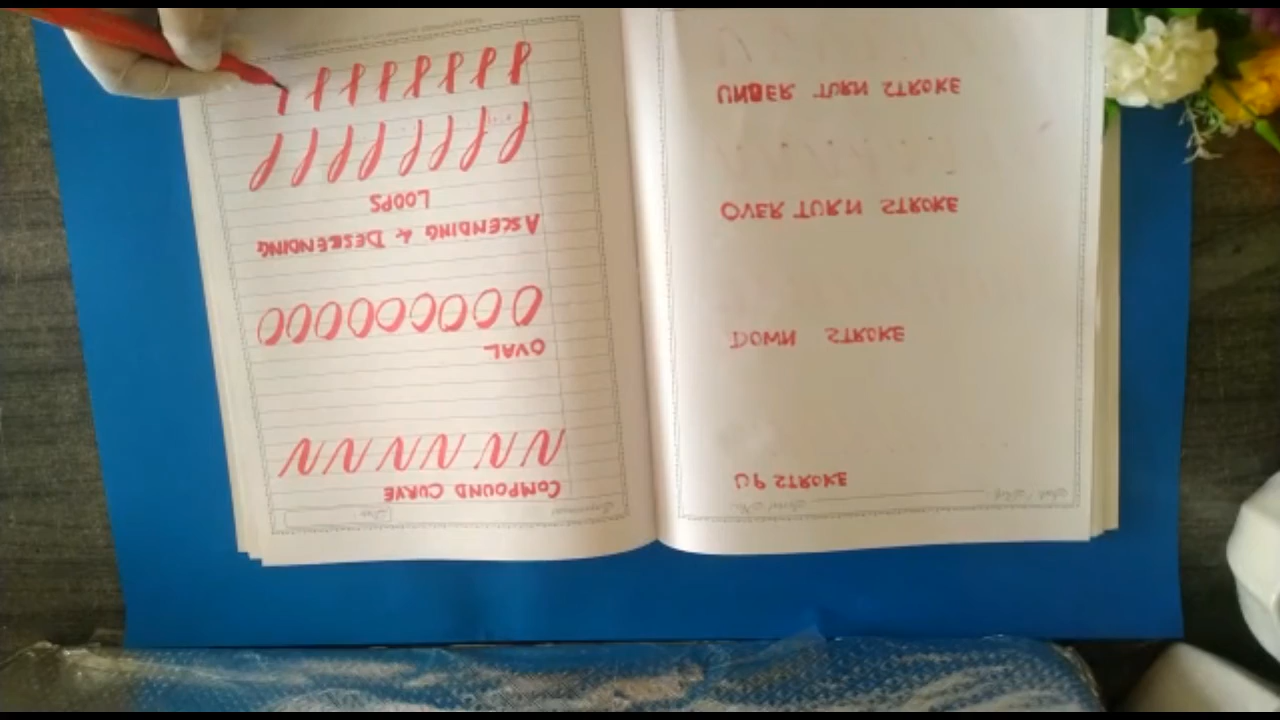 UP STROKE
DOWN STROKE
OVER TURN STROKE
UNDER TURN STROKE
COMPOUND CURVE
OVAL
ASCENDING & DESCENDING
LOOPS